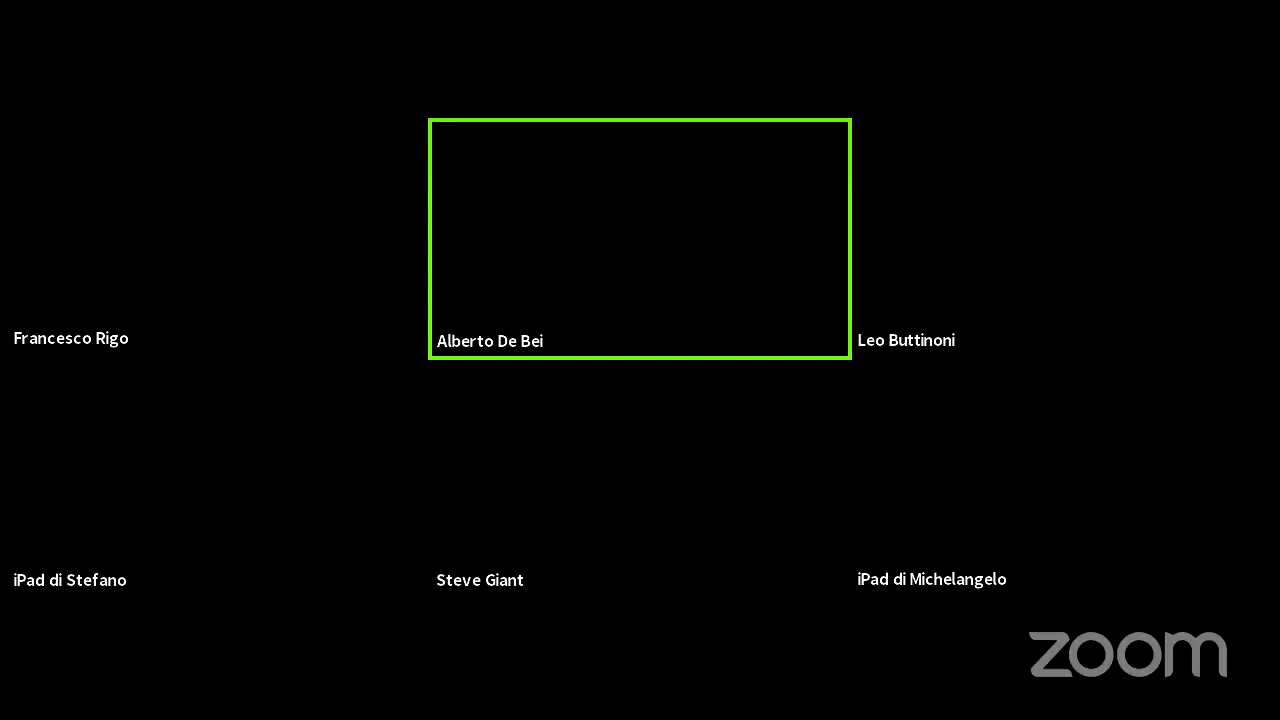 Francesco Rigo
Alberto De Bei
Leo Buttinoni
iPad di Stefano
Steve Giant
iPad di Michelangelo
zoom